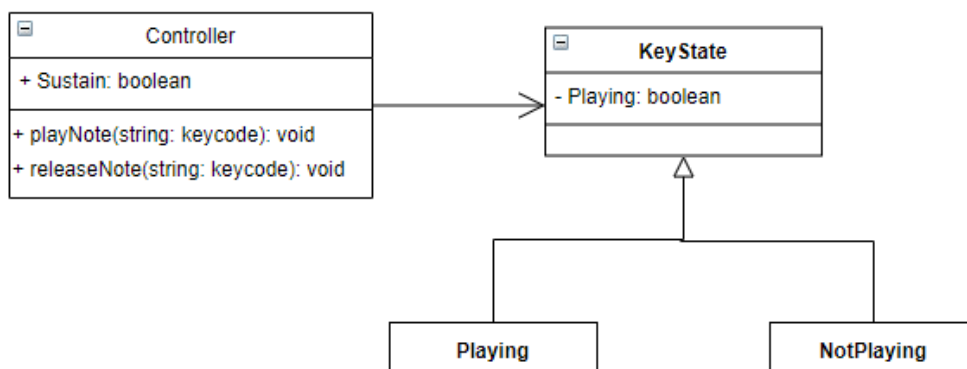 Controller
+ Sustain: boolean
+ playNote(string: keycode): void
+ releaseNote(string: keycode): void
KeyState
- Playing: boolean
Playing
NotPlaying